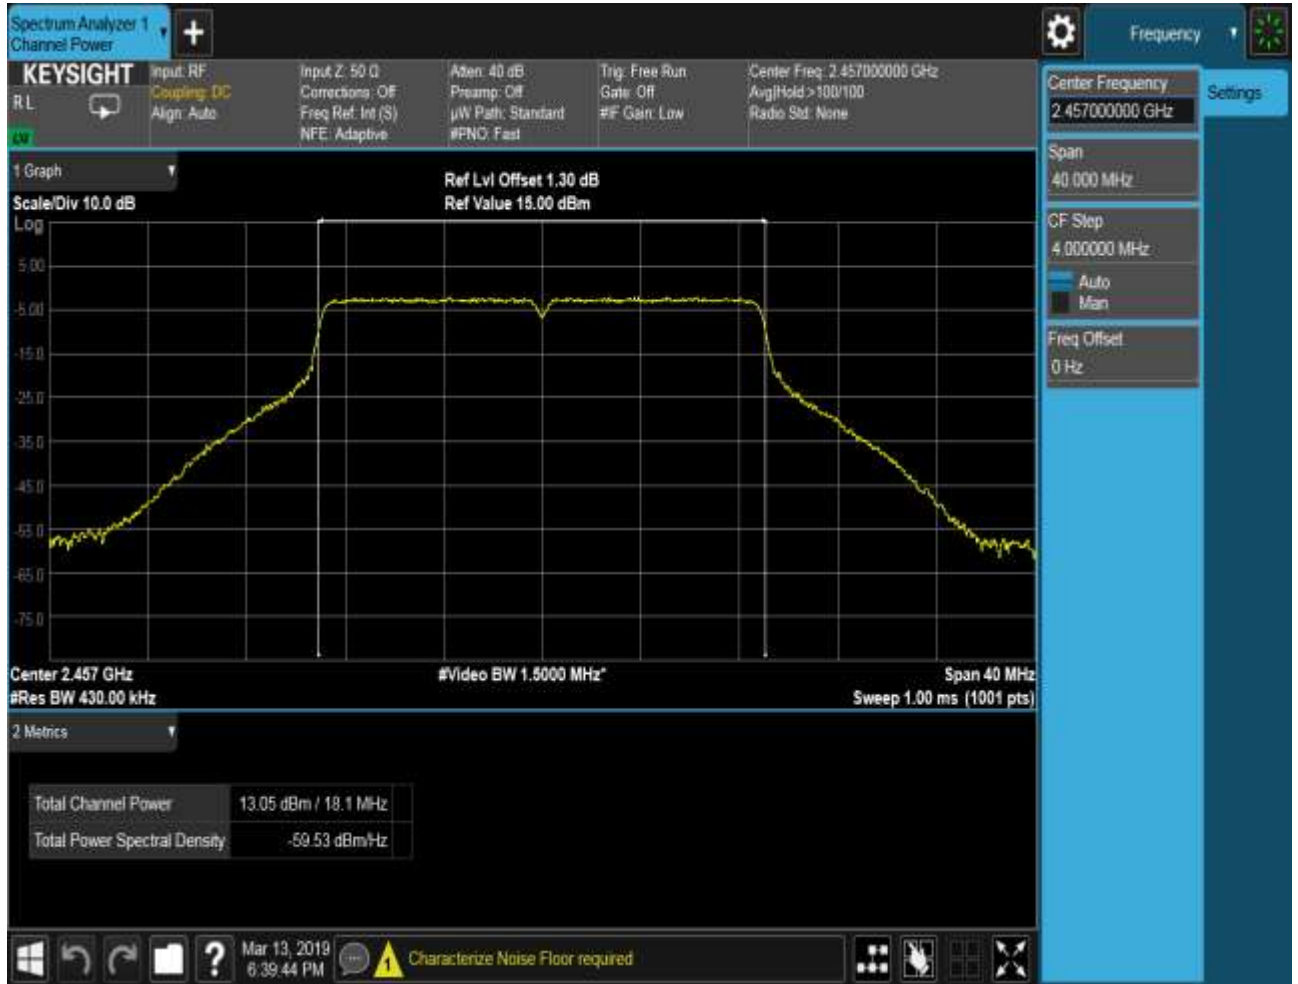 Spectrum Analyzer 1
Channel Power
+
Frequency
KEYSIGHT
RL
Input: RF
Coupling: DC
Align: Auto
Input Z: 50 Ω
Corrections: Off
Freq Ref: Int (S)
NFE: Adaptive
Atten: 40 dB
Preamp: Off
µW Path: Standard
#PNO: Fast
Trig: Free Run
Gate: Off
#IF Gain: Low
Center Freq: 2.457000000 GHz
Avg|Hold:>100/100
Radio Std: None
Center Frequency
2.457000000 GHz
Settings
Span
40.000 MHz
CF Step
4.000000 MHz
Auto
Man
Freq Offset
0 Hz
1 Graph
Scale/Div 10.0 dB
Ref Lvl Offset 1.30 dB
Ref Value 15.00 dBm
Log
5.00
-5.00
-15.0
-25.0
-35.0
-45.0
-55.0
-65.0
-75.0
Center 2.457 GHz
#Video BW 1.5000 MHz*
Span 40 MHz
#Res BW 430.00 kHz
Sweep 1.00 ms (1001 pts)
2 Metrics
Total Channel Power 13.05 dBm / 18.1 MHz
Total Power Spectral Density -59.53 dBm/Hz
?
Mar 13, 2019
6:39:44 PM
1
Characterize Noise Floor required